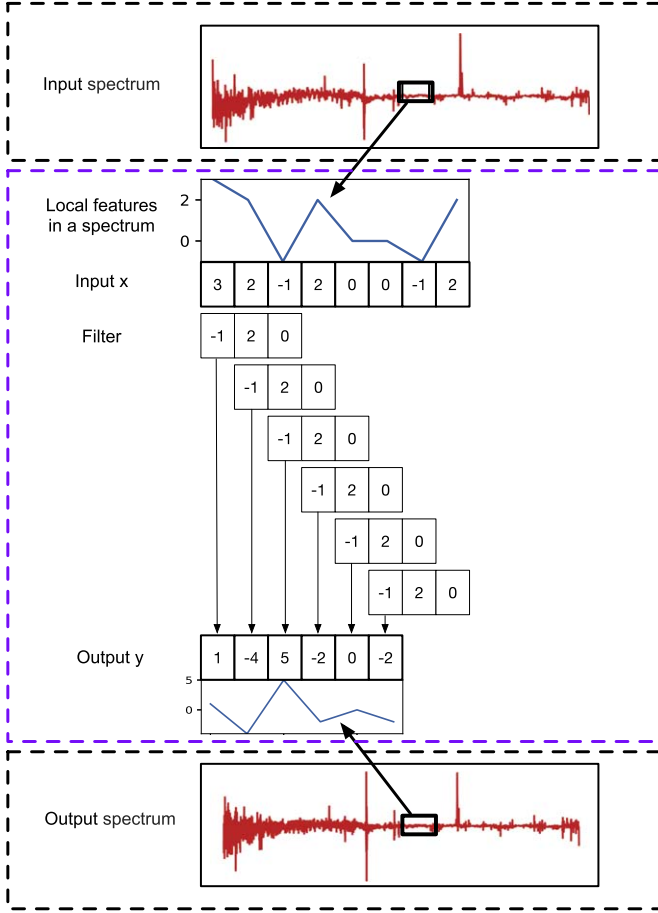 Input spectrum
Local features
in a spectrum
2
0
Input x
3 2 -1 2 0 0 -1 2
Filter
-1 2 0
-1 2 0
-1 2 0
-1 2 0
-1 2 0
-1 2 0
Output y
1 -4 5 -2 0 -2
5
0
Output spectrum